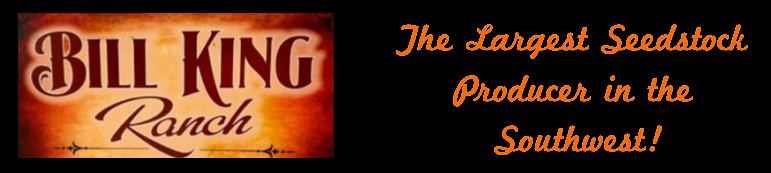 BILL KING
Ranch
The Largest Seedstock
Producer in the
Southwest!